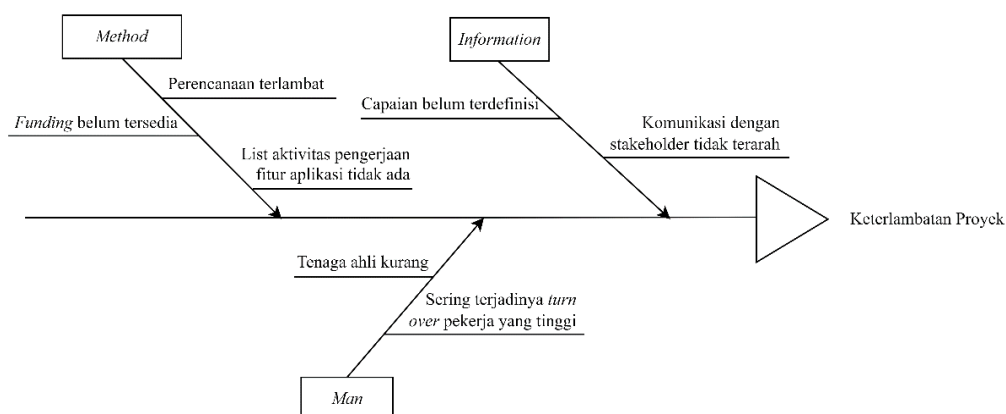 Method
Information
Perencanaan terlambat
Funding belum tersedia
List aktivitas pengerjaan
fitur aplikasi tidak ada
Capaian belum terdefinisi
Komunikasi dengan
stakeholder tidak terarah
Keterlambatan Proyek
Tenaga ahli kurang
Sering terjadinya turn
over pekerja yang tinggi
Man